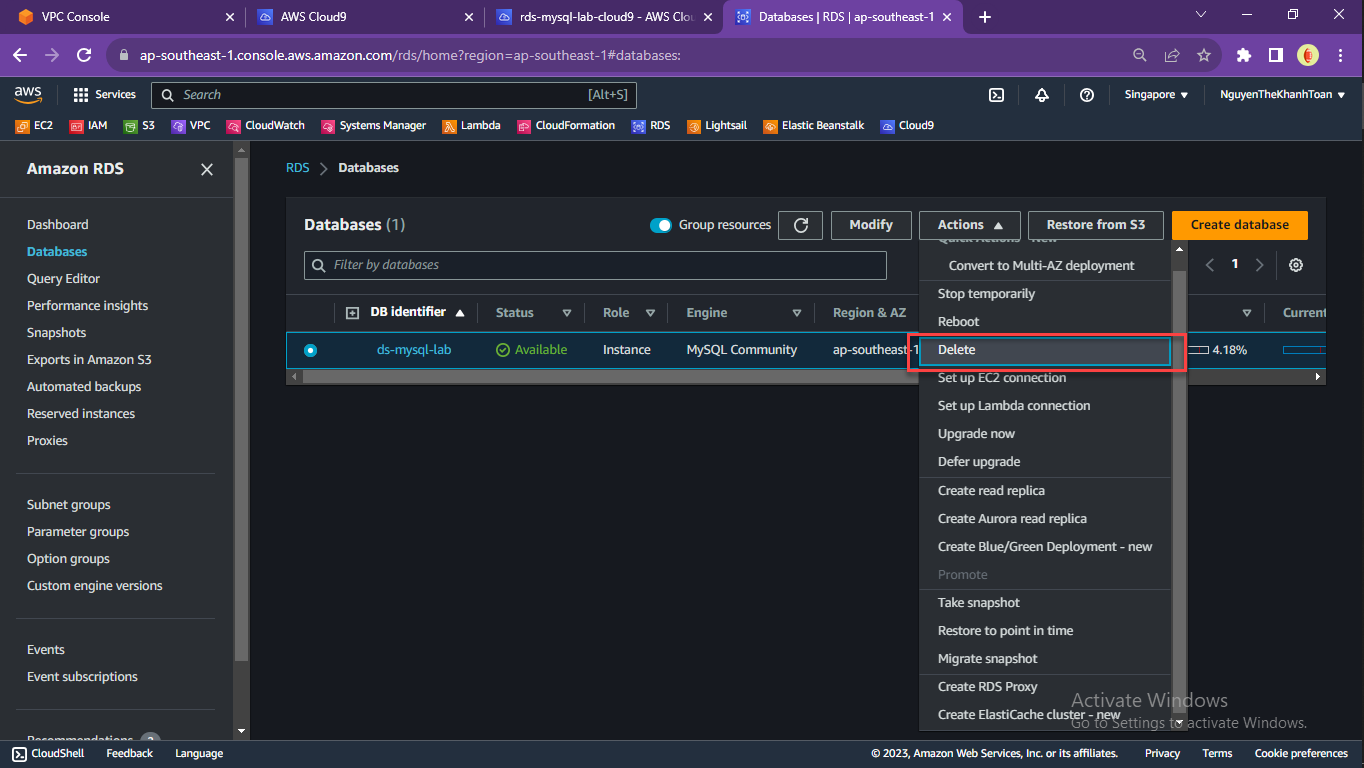 VPC Console
AWS Cloud9
rds-mysql-lab-cloud9 - AWS Clou
Databases | RDS | ap-southeast-1
ap-southeast-1.console.aws.amazon.com/rds/home?region=ap-southeast-1#databases:
aws
Services
Search
[Alt+S]
Singapore
NguyenTheKhanhToan
EC2
IAM
S3
VPC
CloudWatch
Systems Manager
Lambda
CloudFormation
RDS
Lightsail
Elastic Beanstalk
Cloud9
Amazon RDS
Dashboard
Databases
Query Editor
Performance insights
Snapshots
Exports in Amazon S3
Automated backups
Reserved instances
Proxies
Subnet groups
Parameter groups
Option groups
Custom engine versions
Events
Event subscriptions
Recommendations 2
RDS
Databases
Databases (1)
Group resources
Modify
Actions
Restore from S3
Create database
Filter by databases
1
DB identifier
Status
Role
Engine
Region & AZ
Current
ds-mysql-lab
Available
Instance
MySQL Community
ap-southeast-1
4.18%
Quick Actions - New
Convert to Multi-AZ deployment
Stop temporarily
Reboot
Delete
Set up EC2 connection
Set up Lambda connection
Upgrade now
Defer upgrade
Create read replica
Create Aurora read replica
Create Blue/Green Deployment - new
Promote
Take snapshot
Restore to point in time
Migrate snapshot
Create RDS Proxy
Create ElastiCache cluster - new
Activate Windows
Go to Settings to activate Windows.
CloudShell
Feedback
Language
© 2023, Amazon Web Services, Inc. or its affiliates.
Privacy
Terms
Cookie preferences